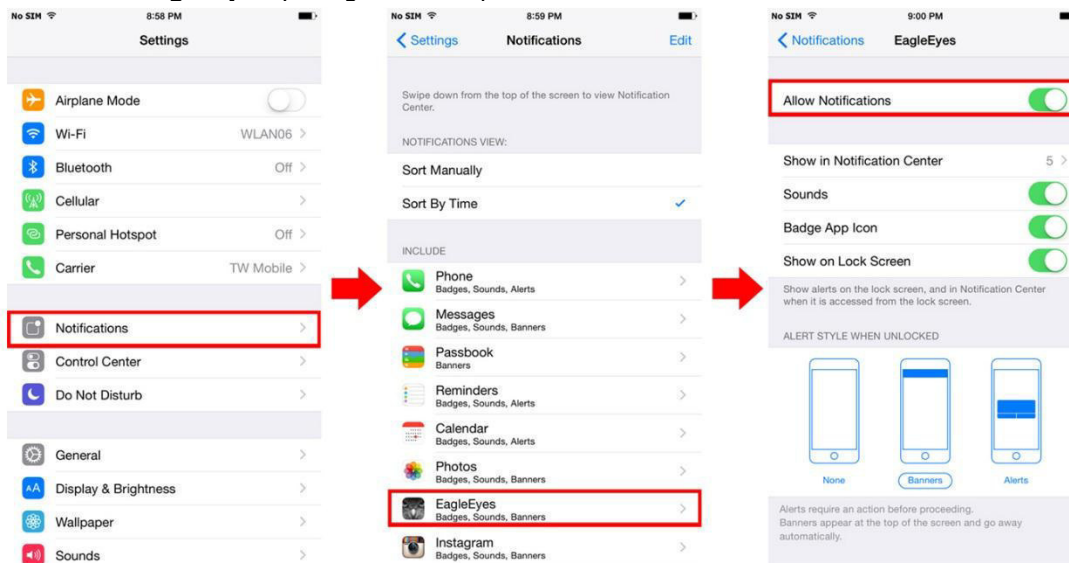 No SIM 8:58 PM
Settings
Airplane Mode
Wi-Fi WLAN06
Bluetooth Off
Cellular
Personal Hotspot Off
Carrier TW Mobile
Notifications
Control Center
Do Not Disturb
General
AA Display & Brightness
Wallpaper
Sounds
No SIM 8:59 PM
Settings Notifications Edit
Swipe down from the top of the screen to view Notification
Center.
NOTIFICATIONS VIEW:
Sort Manually
Sort By Time
INCLUDE
Phone
Badges, Sounds, Alerts
Messages
Badges, Sounds, Banners
Passbook
Banners
Reminders
Badges, Sounds, Alerts
Calendar
Badges, Sounds, Alerts
Photos
Badges, Sounds, Banners
EagleEyes
Badges, Sounds, Banners
Instagram
Badges, Sounds, Banners
No SIM 9:00 PM
Notifications EagleEyes
Allow Notifications
Show in Notification Center 5
Sounds
Badge App Icon
Show on Lock Screen
Show alerts on the lock screen, and in Notification Center
when it is accessed from the lock screen.
ALERT STYLE WHEN UNLOCKED
None Banners Alerts
Alerts require an action before proceeding.
Banners appear at the top of the screen and go away
automatically.